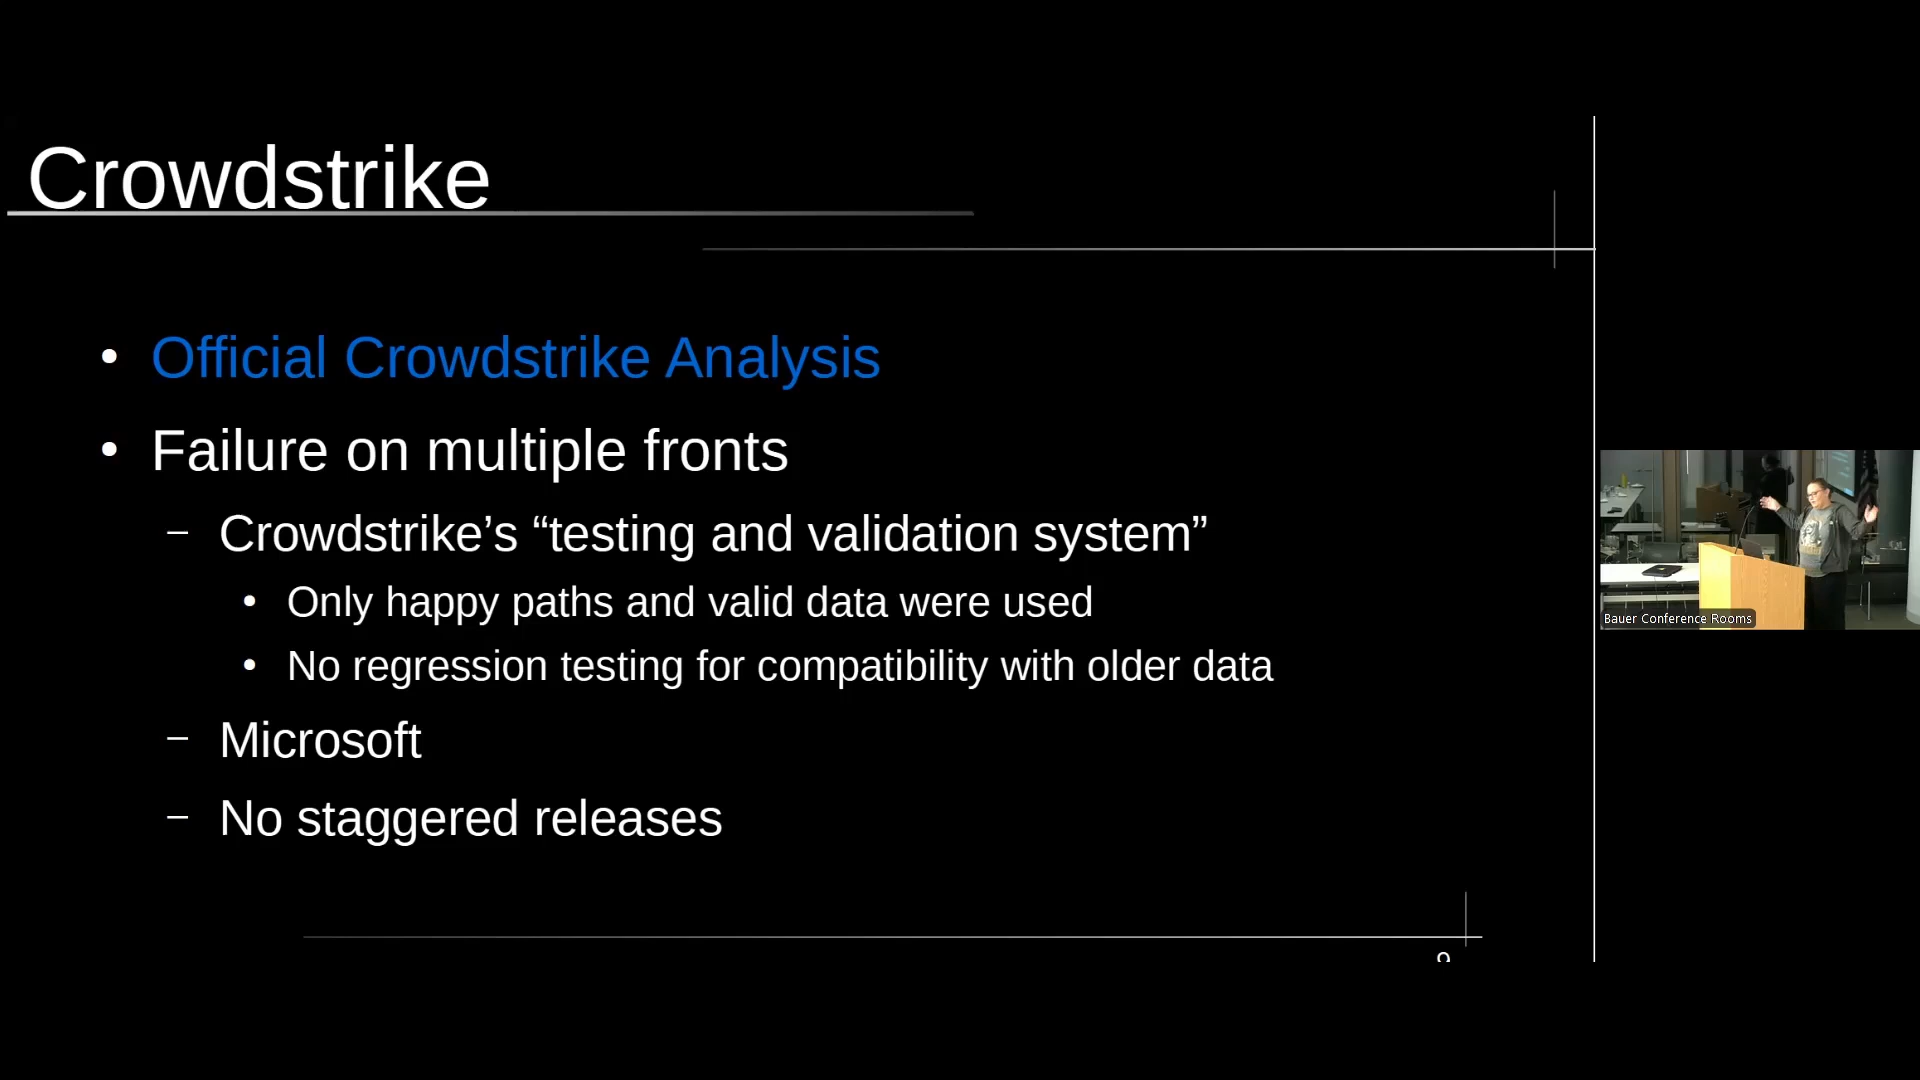 Crowdstrike
• Official Crowdstrike Analysis
• Failure on multiple fronts
– Crowdstrike’s “testing and validation system”
• Only happy paths and valid data were used
• No regression testing for compatibility with older data
– Microsoft
– No staggered releases
Bauer Conference Rooms